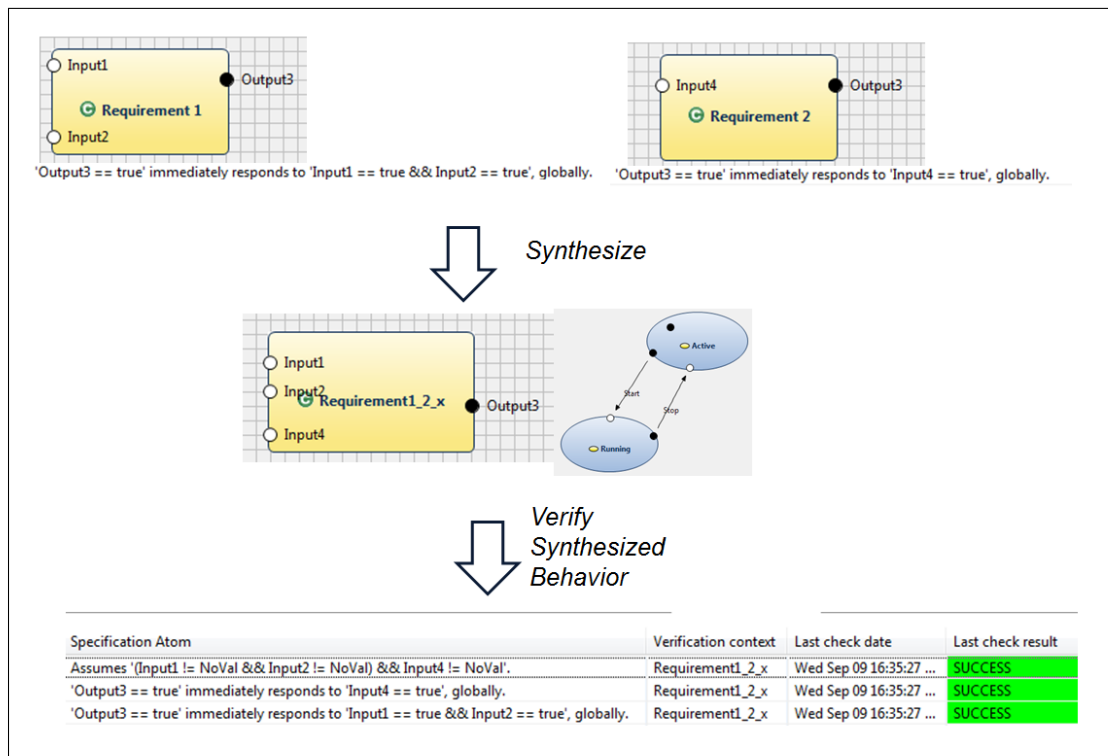 Input1
Output3
C Requirement 1
Input2
'Output3 == true' immediately responds to 'Input1 == true && Input2 == true', globally.
Input4
Output3
C Requirement 2
'Output3 == true' immediately responds to 'Input4 == true', globally.
Synthesize
Input1
Input2
C Requirement1_2_x
Output3
Input4
Active
Start
Stop
Running
Verify
Synthesized
Behavior
Specification Atom Verification context Last check date Last check result
Assumes '(Input1 != NoVal && Input2 != NoVal) && Input4 != NoVal'. Requirement1_2_x Wed Sep 09 16:35:27 ... SUCCESS
'Output3 == true' immediately responds to 'Input4 == true', globally. Requirement1_2_x Wed Sep 09 16:35:27 ... SUCCESS
'Output3 == true' immediately responds to 'Input1 == true && Input2 == true', globally. Requirement1_2_x Wed Sep 09 16:35:27 ... SUCCESS